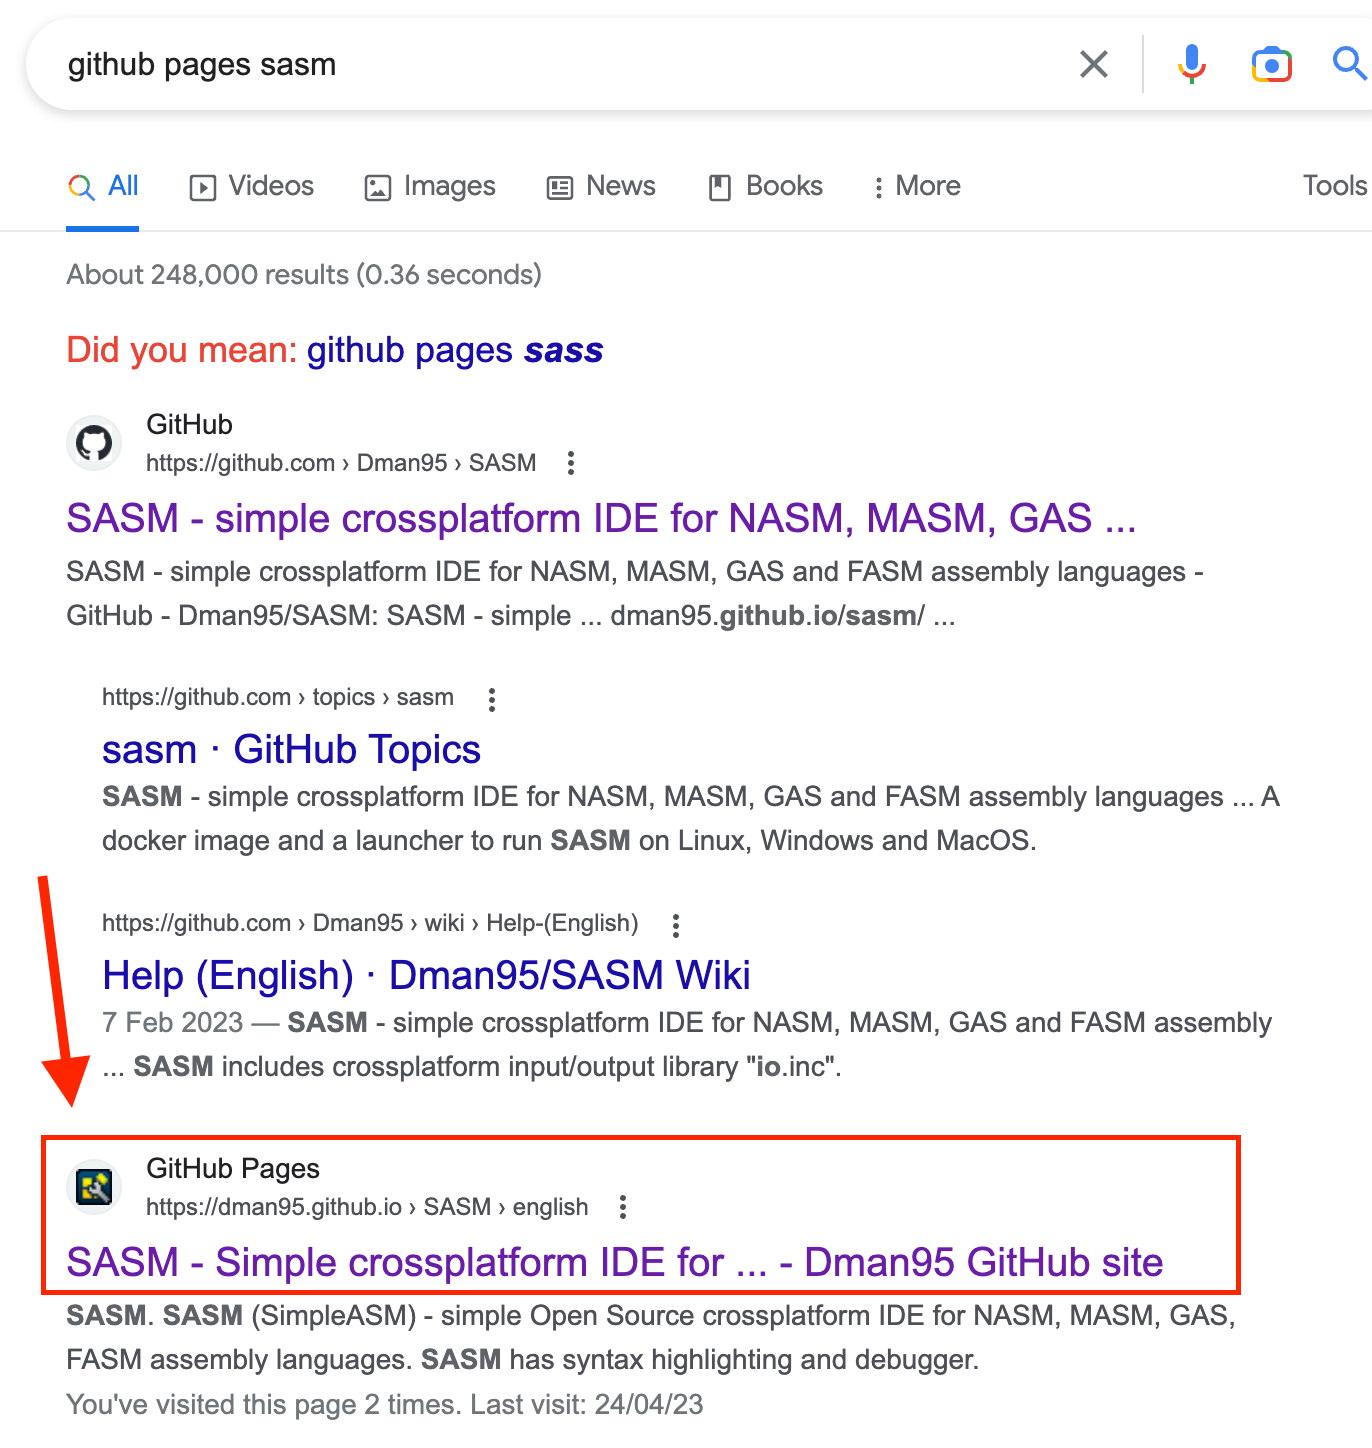 github pages sasm
All Videos Images News Books More Tools
About 248,000 results (0.36 seconds)
Did you mean: github pages sass
GitHub
https://github.com › Dman95 › SASM
SASM - simple crossplatform IDE for NASM, MASM, GAS ...
SASM - simple crossplatform IDE for NASM, MASM, GAS and FASM assembly languages -
GitHub - Dman95/SASM: SASM - simple ... dman95.github.io/sasm/ ...
https://github.com › topics › sasm
sasm · GitHub Topics
SASM - simple crossplatform IDE for NASM, MASM, GAS and FASM assembly languages ... A
docker image and a launcher to run SASM on Linux, Windows and MacOS.
https://github.com › Dman95 › wiki › Help-(English)
Help (English) · Dman95/SASM Wiki
7 Feb 2023 — SASM - simple crossplatform IDE for NASM, MASM, GAS and FASM assembly
... SASM includes crossplatform input/output library "io.inc".
GitHub Pages
https://dman95.github.io › SASM › english
SASM - Simple crossplatform IDE for ... - Dman95 GitHub site
SASM. SASM (SimpleASM) - simple Open Source crossplatform IDE for NASM, MASM, GAS,
FASM assembly languages. SASM has syntax highlighting and debugger.
You've visited this page 2 times. Last visit: 24/04/23